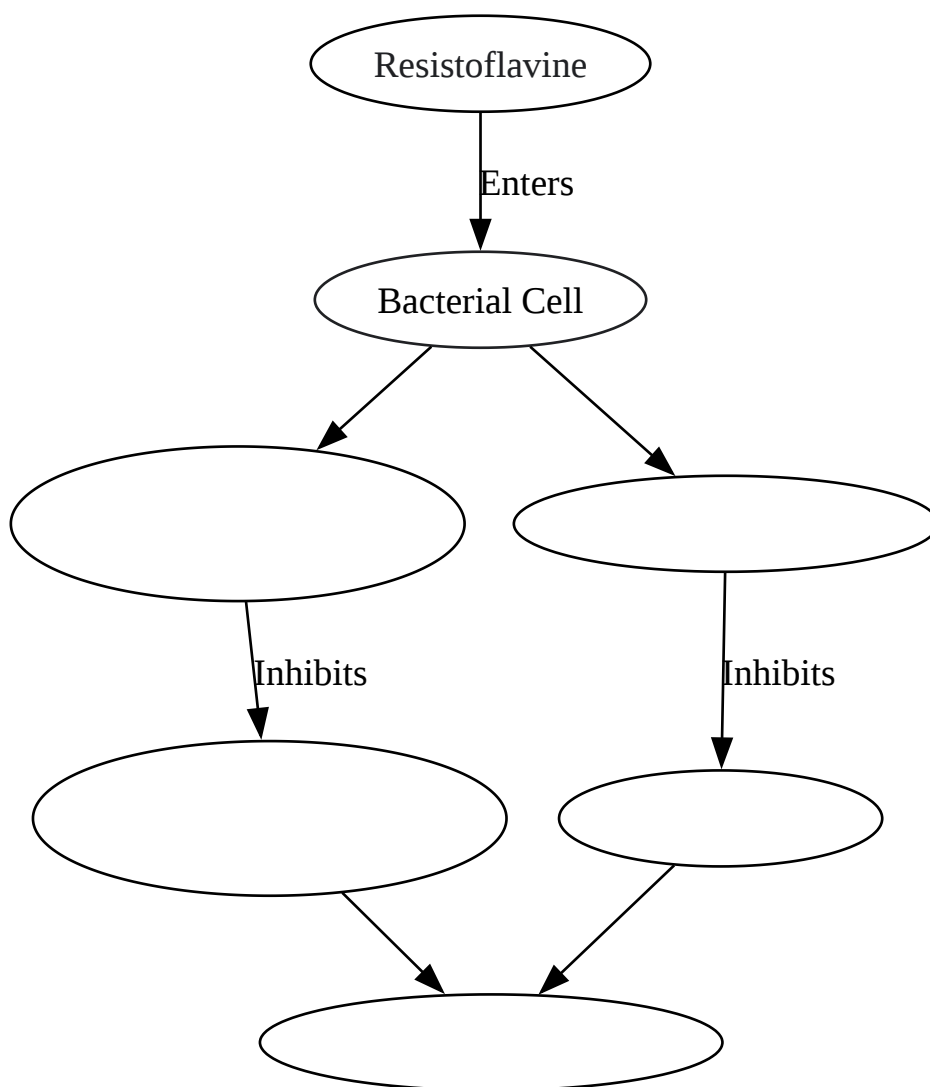 Resistoflavine
Enters
Bacterial Cell
Inhibits
Inhibits